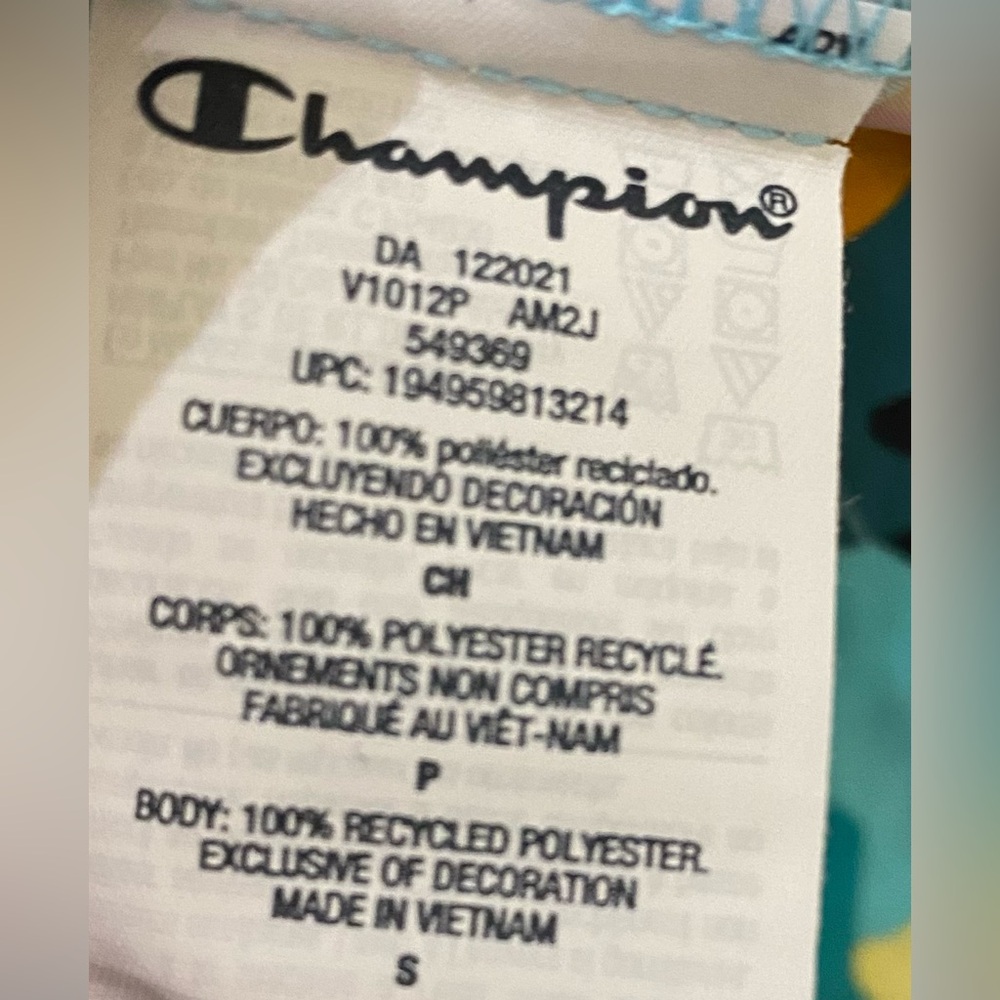 Champion®
DA 122021
V1012P AM2J
549369
UPC: 194959813214
CUERPO: 100% poliéster reciclado.
EXCLUYENDO DECORACIÓN
HECHO EN VIETNAM
CH
CORPS: 100% POLYESTER RECYCLÉ.
ORNEMENTS NON COMPRIS
FABRIQUÉ AU VIÊT-NAM
P
BODY: 100% RECYCLED POLYESTER.
EXCLUSIVE OF DECORATION
MADE IN VIETNAM
S